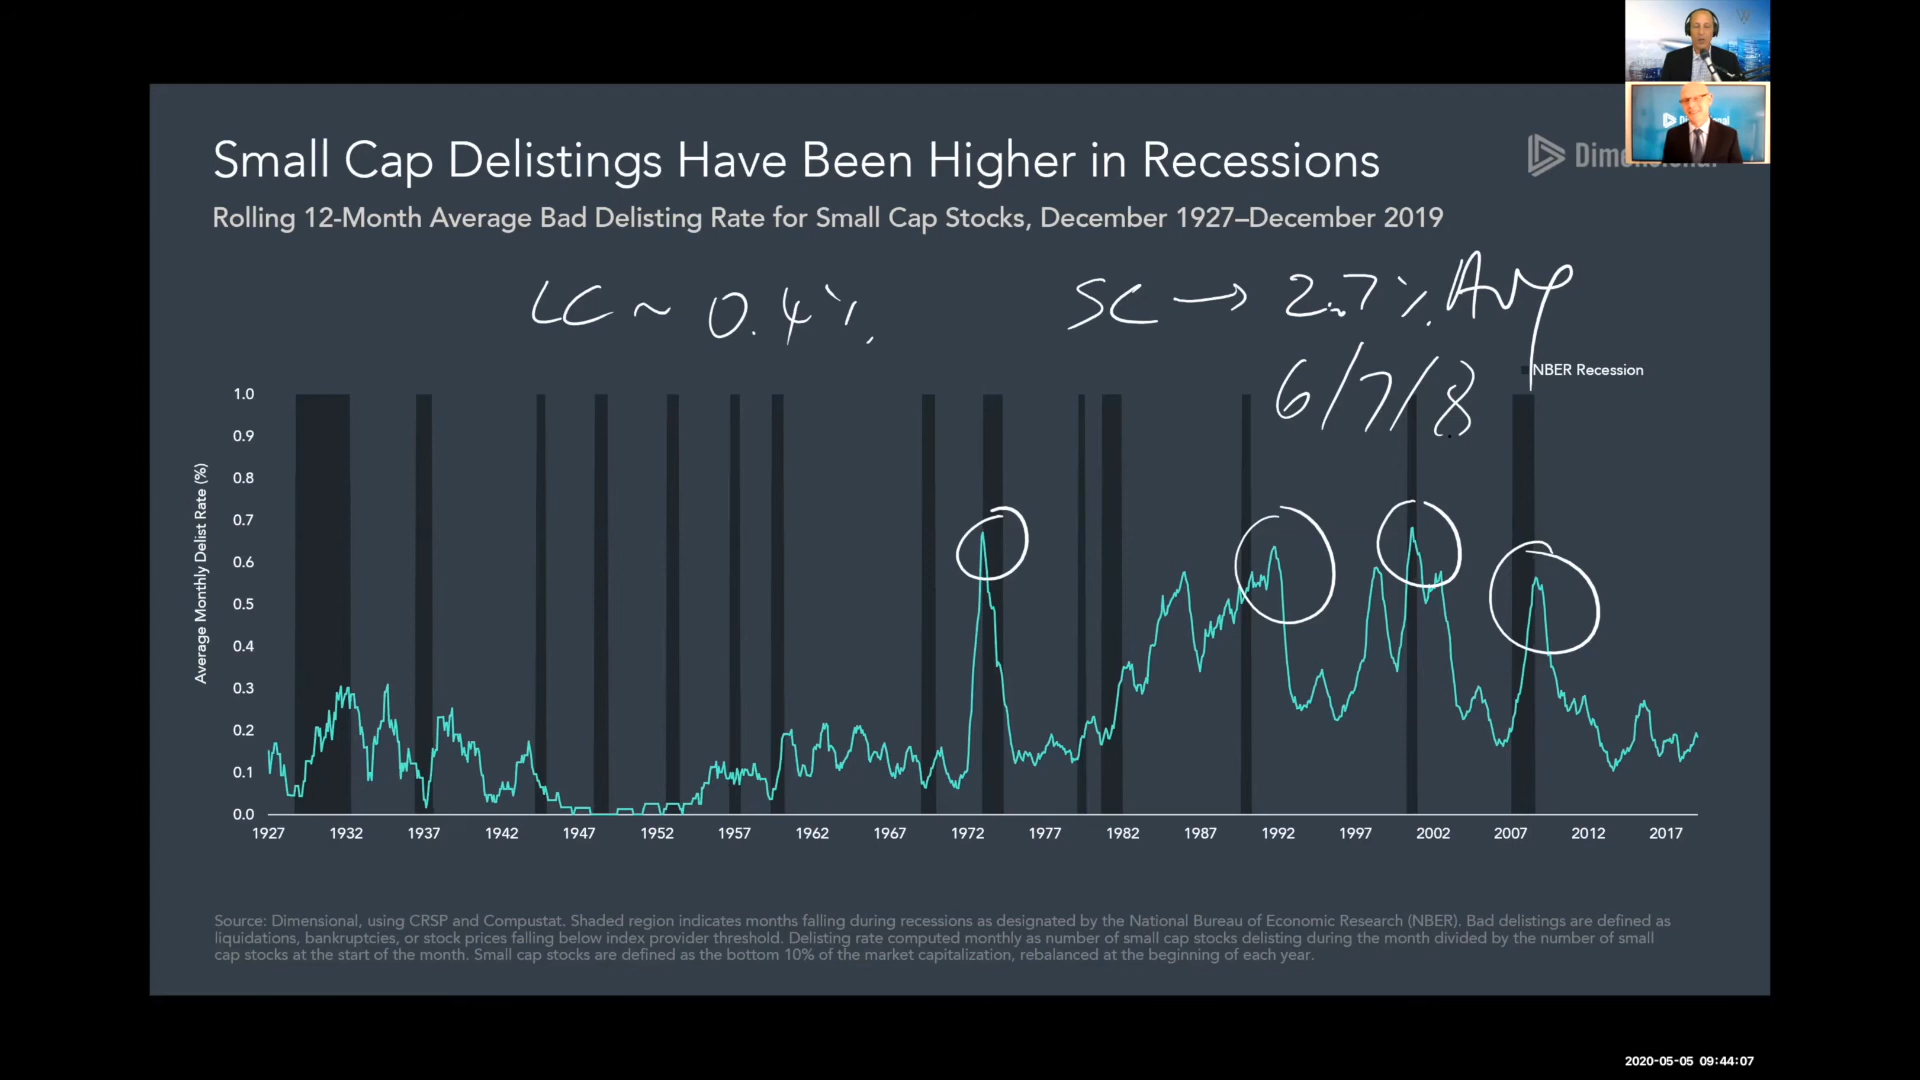 Small Cap Delistings Have Been Higher in Recessions
Rolling 12-Month Average Bad Delisting Rate for Small Cap Stocks, December 1927–December 2019
LC ~ 0.4%
SC → 2.7% Avg
6/7/8
NBER Recession
Average Monthly Delist Rate (%)
1.0
0.9
0.8
0.7
0.6
0.5
0.4
0.3
0.2
0.1
0.0
1927 1932 1937 1942 1947 1952 1957 1962 1967 1972 1977 1982 1987 1992 1997 2002 2007 2012 2017
Source: Dimensional, using CRSP and Compustat. Shaded region indicates months falling during recessions as designated by the National Bureau of Economic Research (NBER). Bad delistings are defined as
liquidations, bankruptcies, or stock prices falling below index provider threshold. Delisting rate computed monthly as number of small cap stocks delisting during the month divided by the number of small
cap stocks at the start of the month. Small cap stocks are defined as the bottom 10% of the market capitalization, rebalanced at the beginning of each year.
2020-05-05 09:44:07